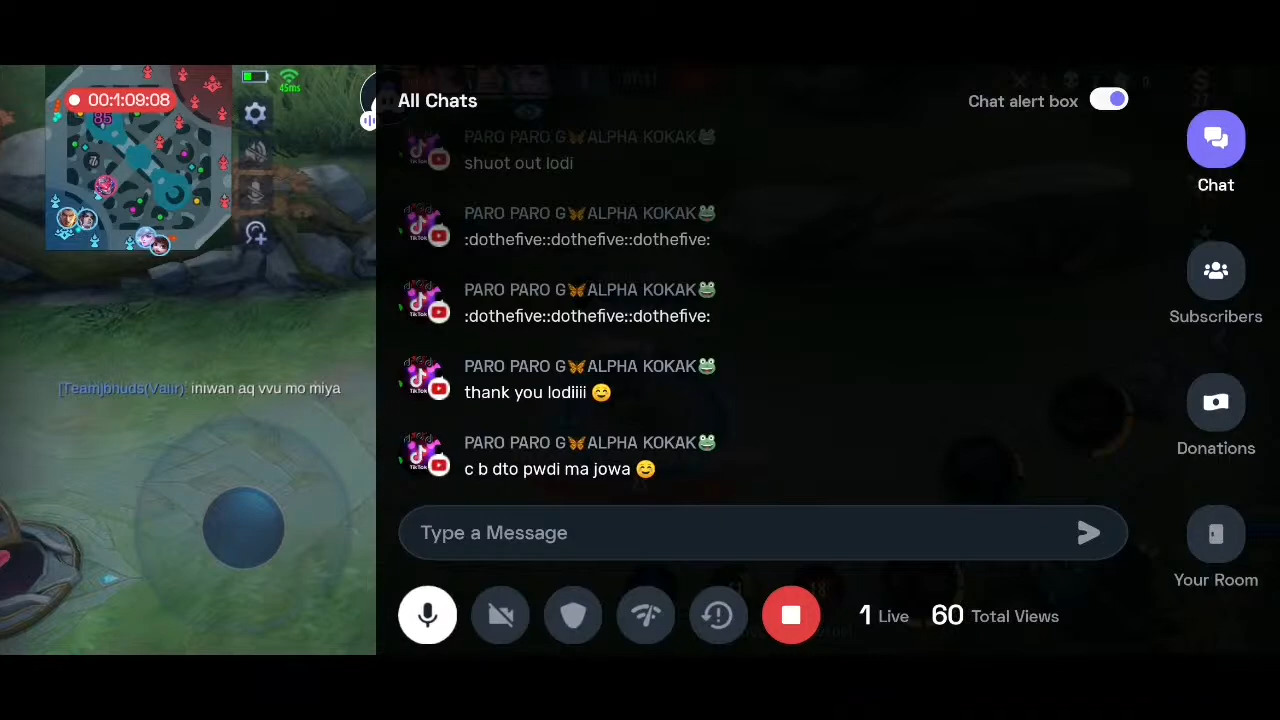 00:1:09:08
45ms
All Chats
Chat alert box
PARO PARO G🦋ALPHA KOKAK🐸
shuot out lodi
PARO PARO G🦋ALPHA KOKAK🐸
:dothefive::dothefive::dothefive:
PARO PARO G🦋ALPHA KOKAK🐸
:dothefive::dothefive::dothefive:
PARO PARO G🦋ALPHA KOKAK🐸
thank you lodiiii 😊
PARO PARO G🦋ALPHA KOKAK🐸
c b dto pwdi ma jowa 😊
[Team]bhuds(Valir): iniwan aq vvu mo miya
Type a Message
1 Live 60 Total Views
Chat
Subscribers
Donations
Your Room